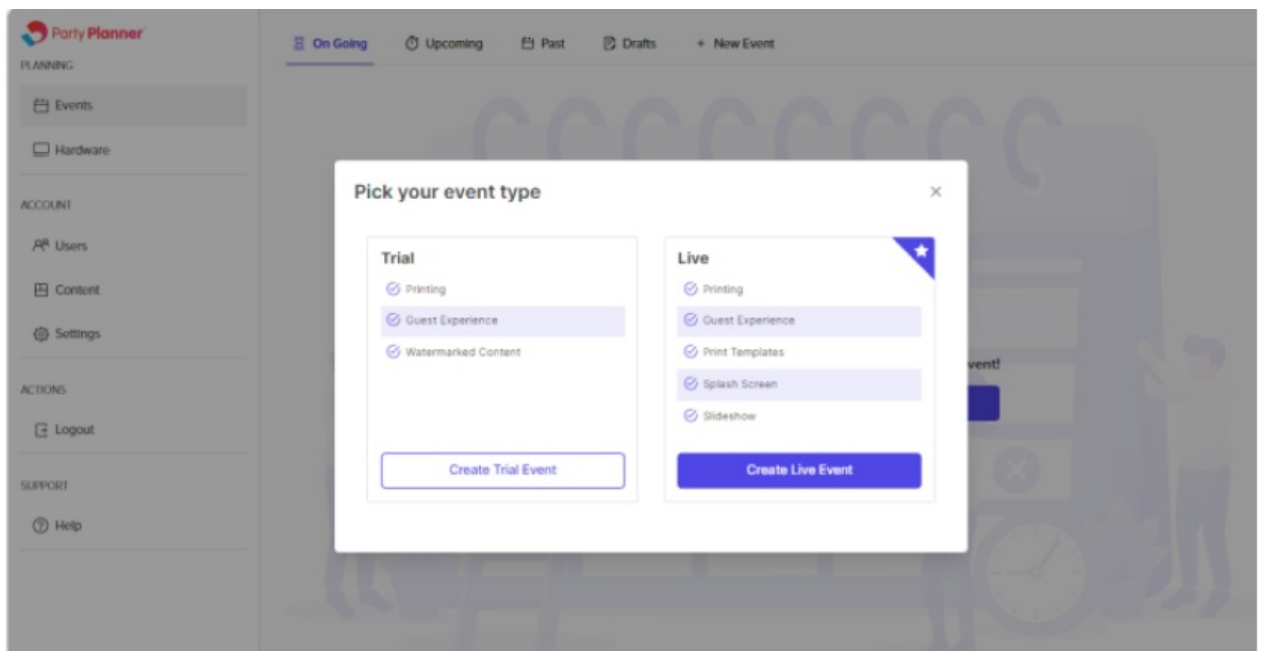 Party Planner
PLANNING
Events
Hardware
ACCOUNT
Users
Content
Settings
ACTIONS
Logout
SUPPORT
Help
On Going Upcoming Past Drafts + New Event
Pick your event type
Trial
Printing
Guest Experience
Watermarked Content
Create Trial Event
Live
Printing
Guest Experience
Print Templates
Splash Screen
Slideshow
Create Live Event
vent!